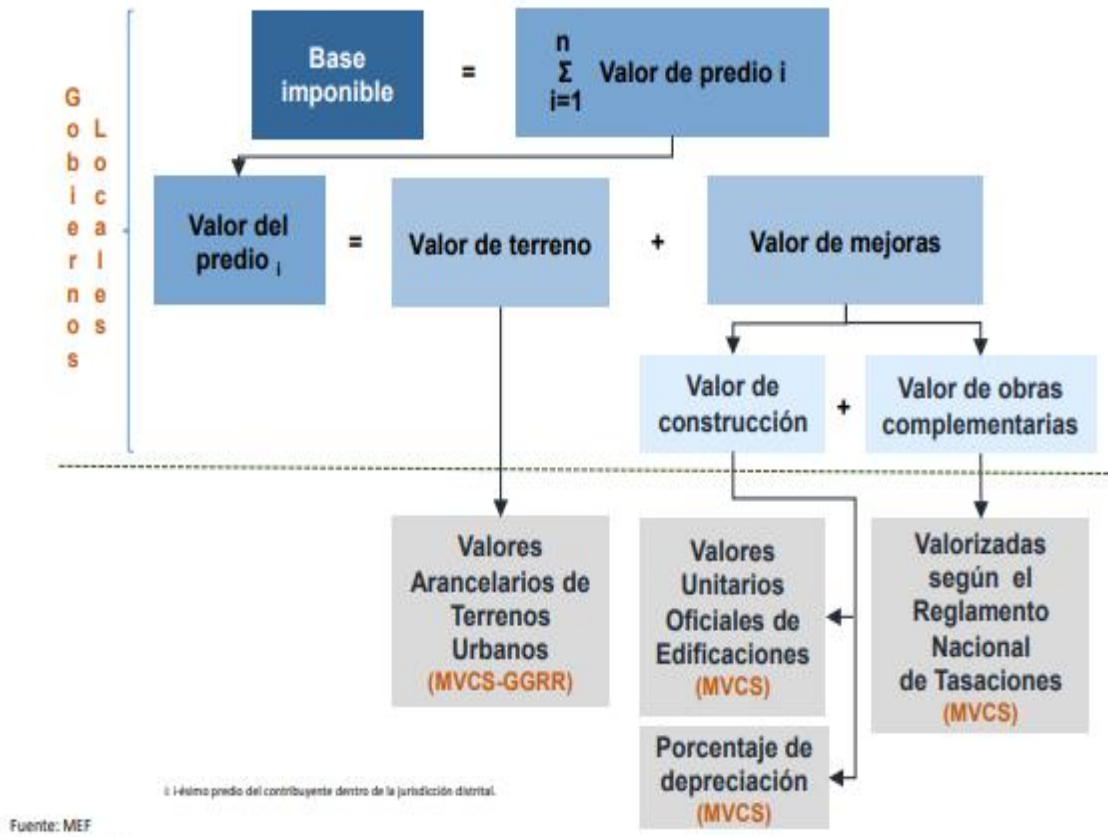 Base
imponible
=
n
Σ Valor de predio i
i=1
Gobiernos
Locales
Valor del
predio i
=
Valor de terreno
+
Valor de mejoras
Valor de
construcción
+
Valor de obras
complementarias
Valores
Arancelarios de
Terrenos
Urbanos
(MVCS-GGRR)
Valores
Unitarios
Oficiales de
Edificaciones
(MVCS)
Valorizadas
según el
Reglamento
Nacional
de Tasaciones
(MVCS)
Porcentaje de
depreciación
(MVCS)
i: i-ésimo predio del contribuyente dentro de la jurisdicción distrital.
Fuente: MEF